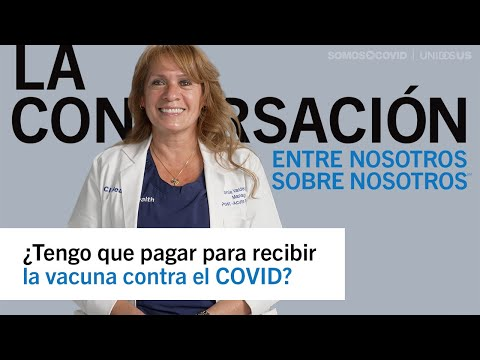 SOMOS COVID | UNIDOSUS
LA
CONVERSACIÓN
ENTRE NOSOTROS
SOBRE NOSOTROS
¿Tengo que pagar para recibir
la vacuna contra el COVID?